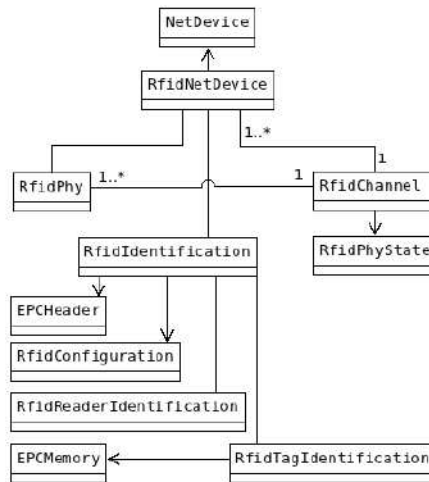 NetDevice
RfidNetDevice
1..*
1
RfidPhy
1..*
1
RfidChannel
RfidIdentification
RfidPhyState
EPCHeader
RfidConfiguration
RfidReaderIdentification
EPCMemory
RfidTagIdentification